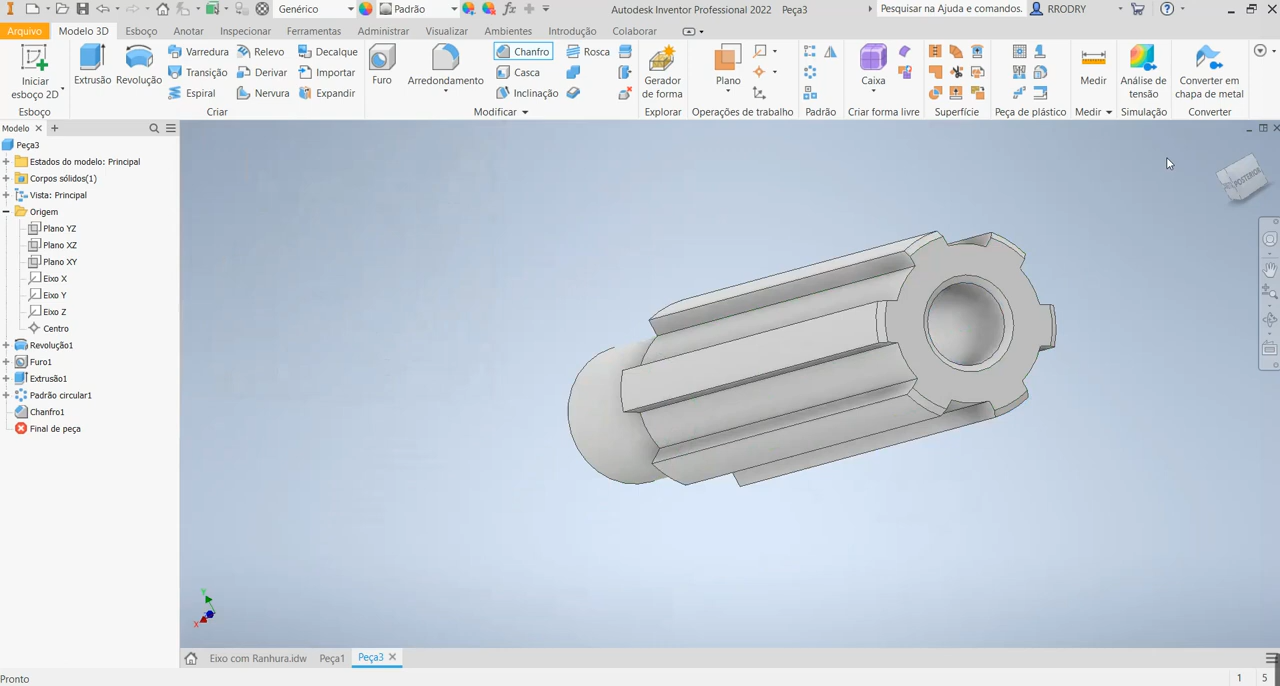 Genérico
Padrão
Autodesk Inventor Professional 2022 Peça3
Pesquisar na Ajuda e comandos.
RRODRY
Arquivo Modelo 3D Esboço Anotar Inspecionar Ferramentas Administrar Visualizar Ambientes Introdução Colaborar
Iniciar
esboço 2D
Esboço
Extrusão
Revolução
Varredura
Transição
Espiral
Relevo
Derivar
Nervura
Decalque
Importar
Expandir
Criar
Furo
Arredondamento
Chanfro
Casca
Inclinação
Rosca
Modificar
Gerador
de forma
Explorar
Plano
Operações de trabalho
Padrão
Caixa
Criar forma livre
Superfície
Peça de plástico
Medir
Medir
Análise de
tensão
Simulação
Converter em
chapa de metal
Converter
Modelo
Peça3
Estados do modelo: Principal
Corpos sólidos(1)
Vista: Principal
Origem
Plano YZ
Plano XZ
Plano XY
Eixo X
Eixo Y
Eixo Z
Centro
Revolução1
Furo1
Extrusão1
Padrão circular1
Chanfro1
Final de peça
POSTERIOR
Y
X
Eixo com Ranhura.idw Peça1 Peça3
Pronto
1 5